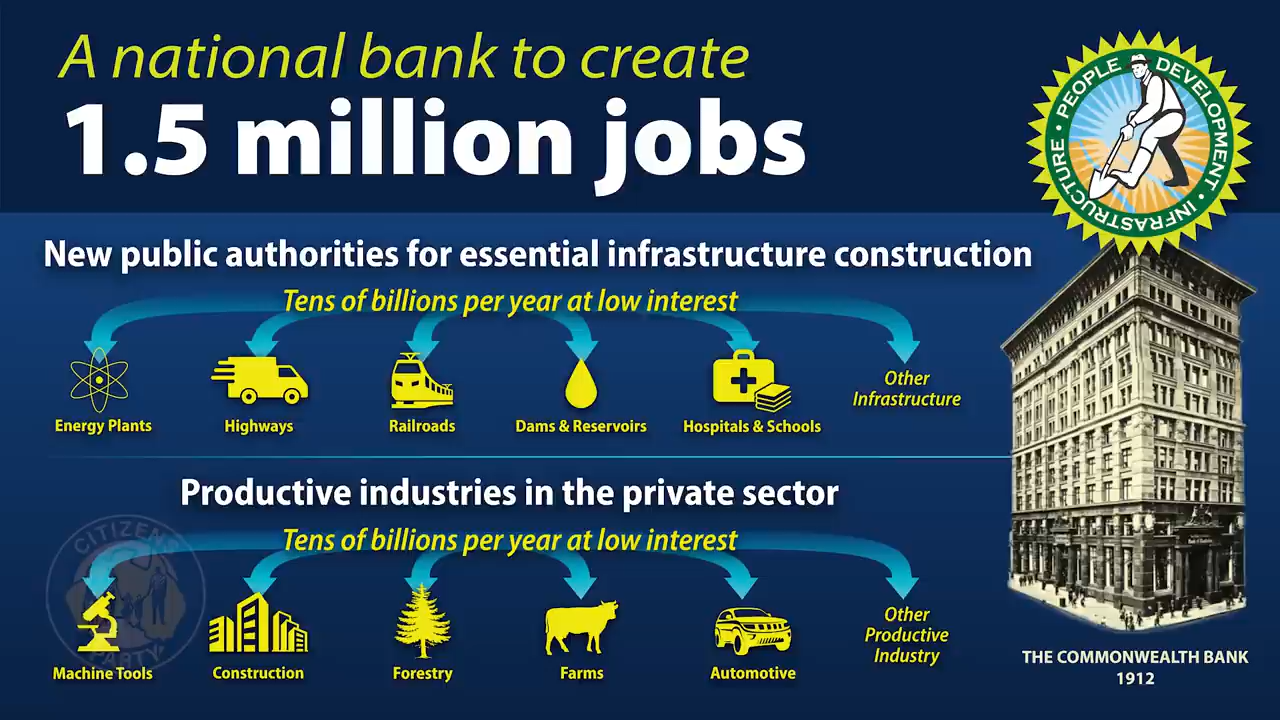 A national bank to create
1.5 million jobs
PEOPLE • DEVELOPMENT • INFRASTRUCTURE •
New public authorities for essential infrastructure construction
Tens of billions per year at low interest
Energy Plants
Highways
Railroads
Dams & Reservoirs
Hospitals & Schools
Other
Infrastructure
Productive industries in the private sector
Tens of billions per year at low interest
CITIZENS
PARTY
Machine Tools
Construction
Forestry
Farms
Automotive
Other
Productive
Industry
THE COMMONWEALTH BANK
1912